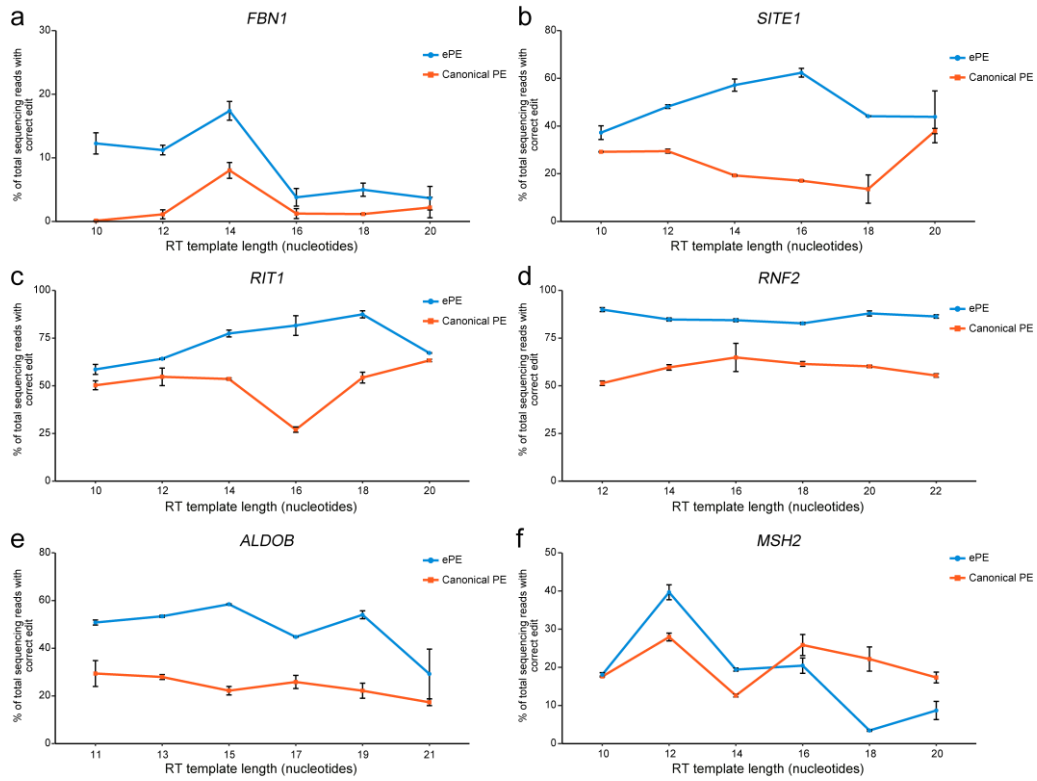 a
FBN1
% of total sequencing reads with
correct edit
30
20
10
0
10 12 14 16 18 20
RT template length (nucleotides)
ePE
Canonical PE
b
SITE1
% of total sequencing reads with
correct edit
80
60
40
20
0
10 12 14 16 18 20
RT template length (nucleotides)
ePE
Canonical PE
c
RIT1
% of total sequencing reads with
correct edit
100
75
50
25
0
10 12 14 16 18 20
RT template length (nucleotides)
ePE
Canonical PE
d
RNF2
% of total sequencing reads with
correct edit
100
75
50
25
0
12 14 16 18 20 22
RT template length (nucleotides)
ePE
Canonical PE
e
ALDOB
% of total sequencing reads with
correct edit
80
60
40
20
0
11 13 15 17 19 21
RT template length (nucleotides)
ePE
Canonical PE
f
MSH2
% of total sequencing reads with
correct edit
50
40
30
20
10
0
10 12 14 16 18 20
RT template length (nucleotides)
ePE
Canonical PE